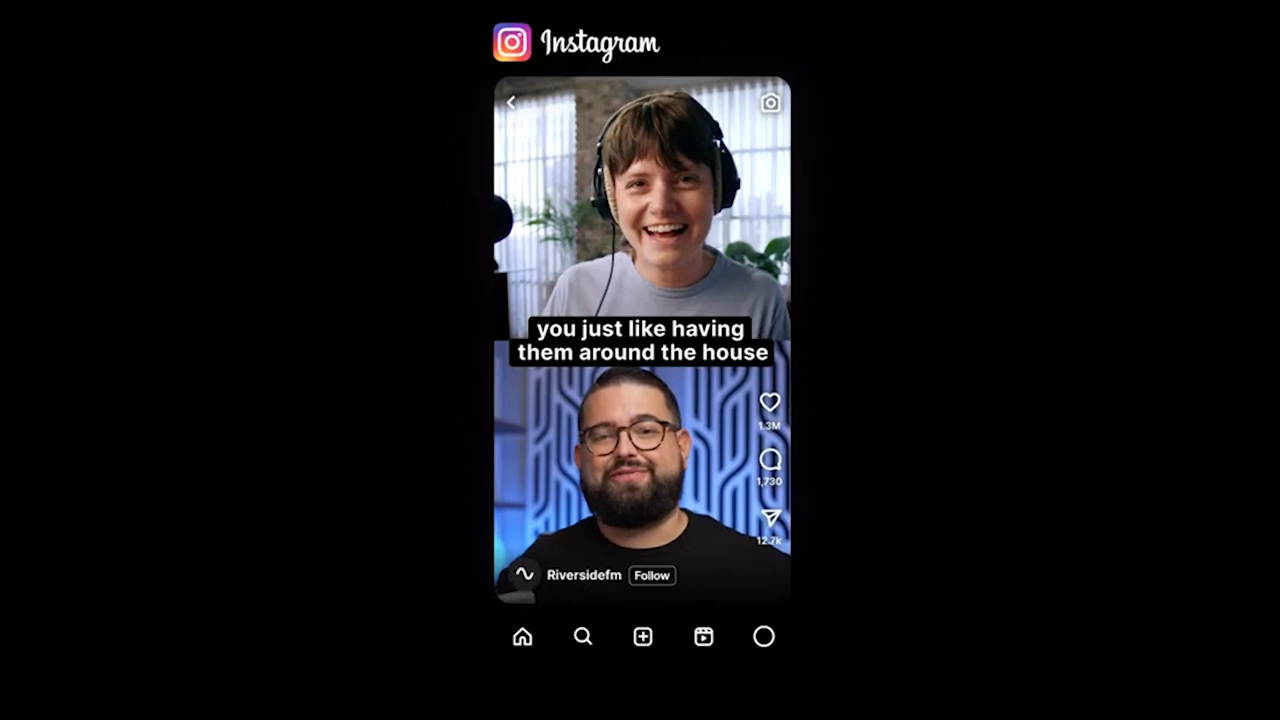 Instagram
you just like having
them around the house
1.3M
1,730
12.7k
Riversidefm Follow